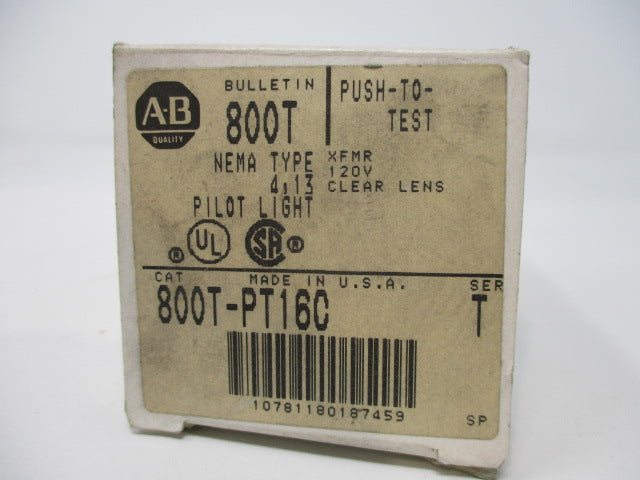 A-B
QUALITY
BULLETIN
800T
PUSH-TO-
TEST
NEMA TYPE
4,13
XFMR
120V
CLEAR LENS
PILOT LIGHT
® UL SA ®
CAT
MADE IN U.S.A.
SER
800T-PT16C
T
10781180187459
SP